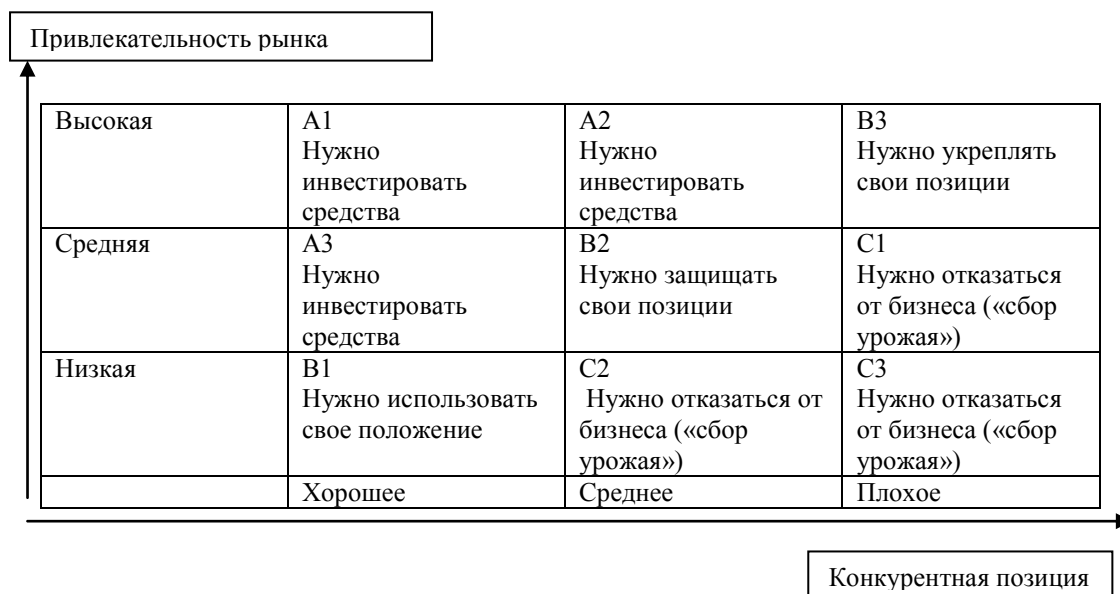 Привлекательность рынка
Высокая
A1
Нужно
инвестировать
средства
A2
Нужно
инвестировать
средства
B3
Нужно укреплять
свои позиции
Средняя
A3
Нужно
инвестировать
средства
B2
Нужно защищать
свои позиции
C1
Нужно отказаться
от бизнеса («сбор
урожая»)
Низкая
B1
Нужно использовать
свое положение
C2
Нужно отказаться от
бизнеса («сбор
урожая»)
C3
Нужно отказаться
от бизнеса («сбор
урожая»)
Хорошее
Среднее
Плохое
Конкурентная позиция